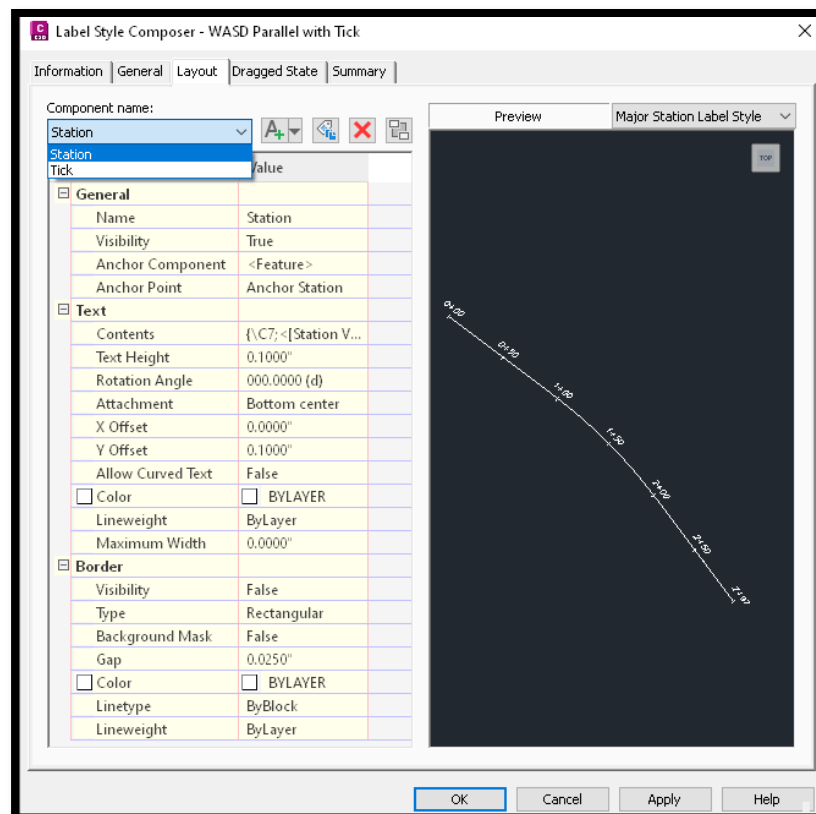 C
C3D
Label Style Composer - WASD Parallel with Tick
Information General Layout Dragged State Summary
Component name:
Station
Station
Tick
Value
General
Name Station
Visibility True
Anchor Component <Feature>
Anchor Point Anchor Station
Text
Contents {\C7;<[Station V...
Text Height 0.1000"
Rotation Angle 000.0000 (d)
Attachment Bottom center
X Offset 0.0000"
Y Offset 0.1000"
Allow Curved Text False
Color BYLAYER
Lineweight ByLayer
Maximum Width 0.0000"
Border
Visibility False
Type Rectangular
Background Mask False
Gap 0.0250"
Color BYLAYER
Linetype ByBlock
Lineweight ByLayer
Preview Major Station Label Style
TOP
0+00
0+50
1+00
1+50
2+00
2+50
2+97
OK Cancel Apply Help